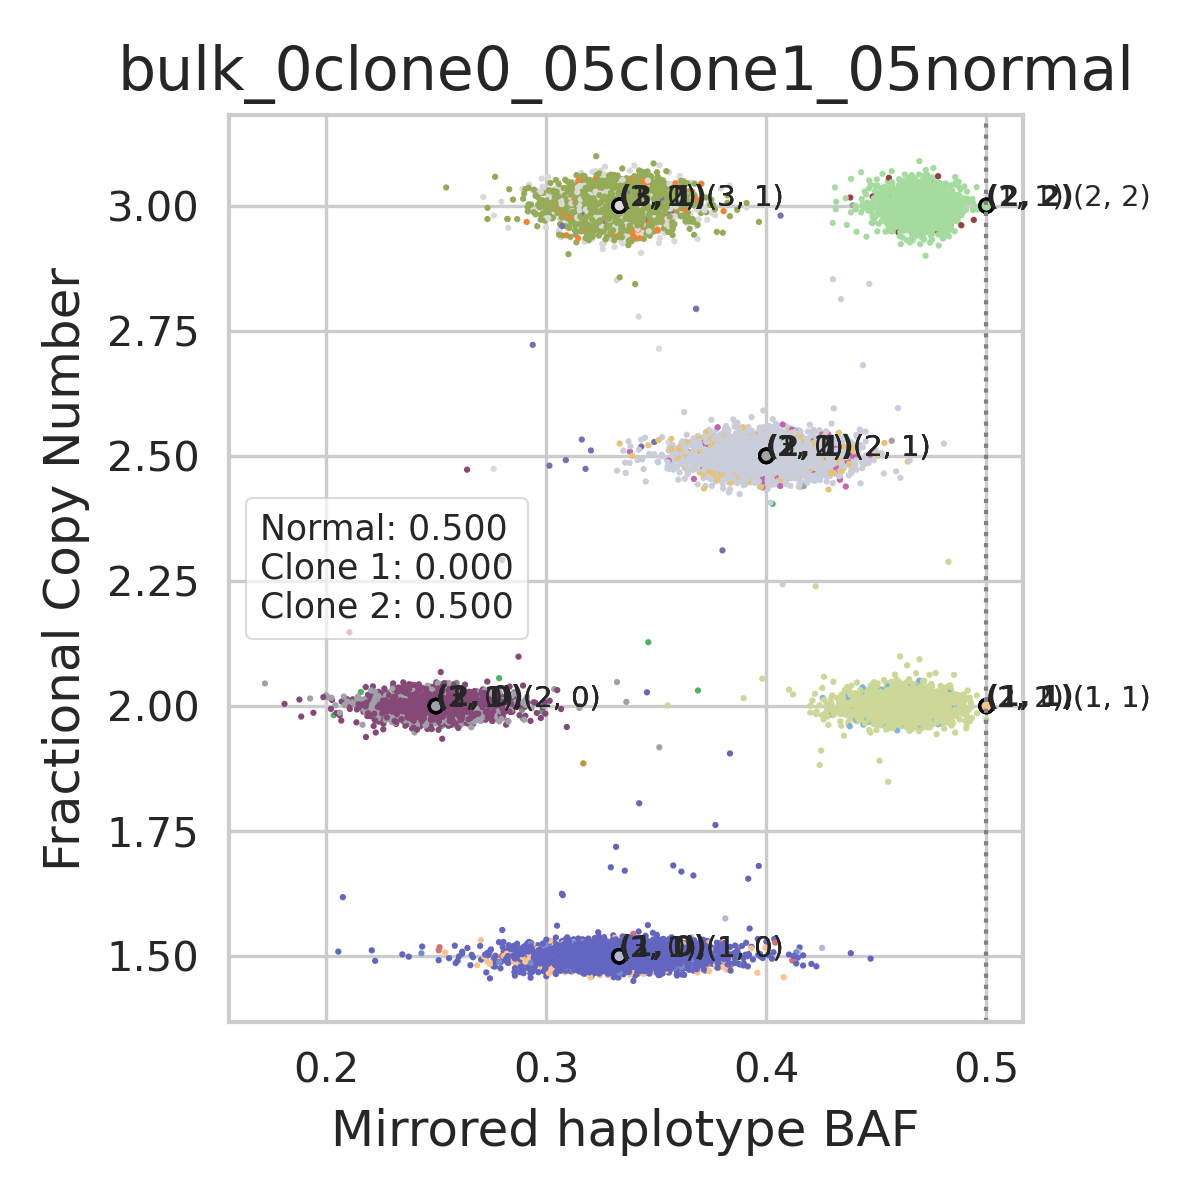 bulk_0clone0_05clone1_05normal
Fractional Copy Number
3.00
(3, 1)
(2, 2)
2.75
2.50
(2, 1)
Normal: 0.500
Clone 1: 0.000
Clone 2: 0.500
2.25
2.00
(2, 0)
(1, 1)
1.75
1.50
(1, 0)
0.2
0.3
0.4
0.5
Mirrored haplotype BAF